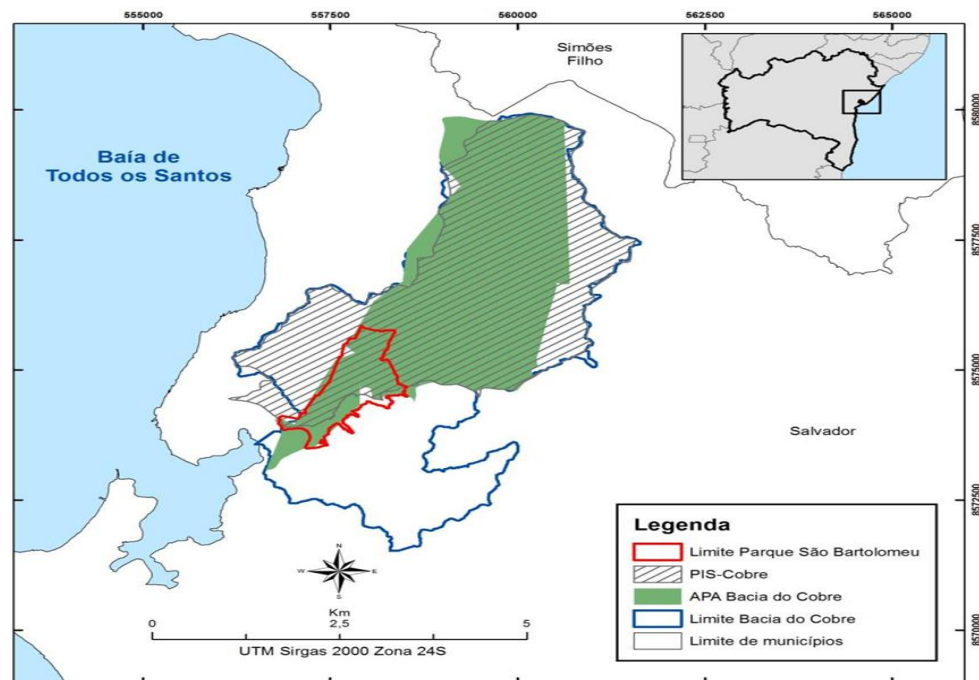 555000
557500
560000
562500
565000
Simões
Filho
8580000
Baía de
Todos os Santos
8577500
8575000
Salvador
8572500
Legenda
Limite Parque São Bartolomeu
PIS-Cobre
APA Bacia do Cobre
Limite Bacia do Cobre
Limite de municípios
N
W
E
S
Km
0
2,5
5
UTM Sirgas 2000 Zona 24S
8570000